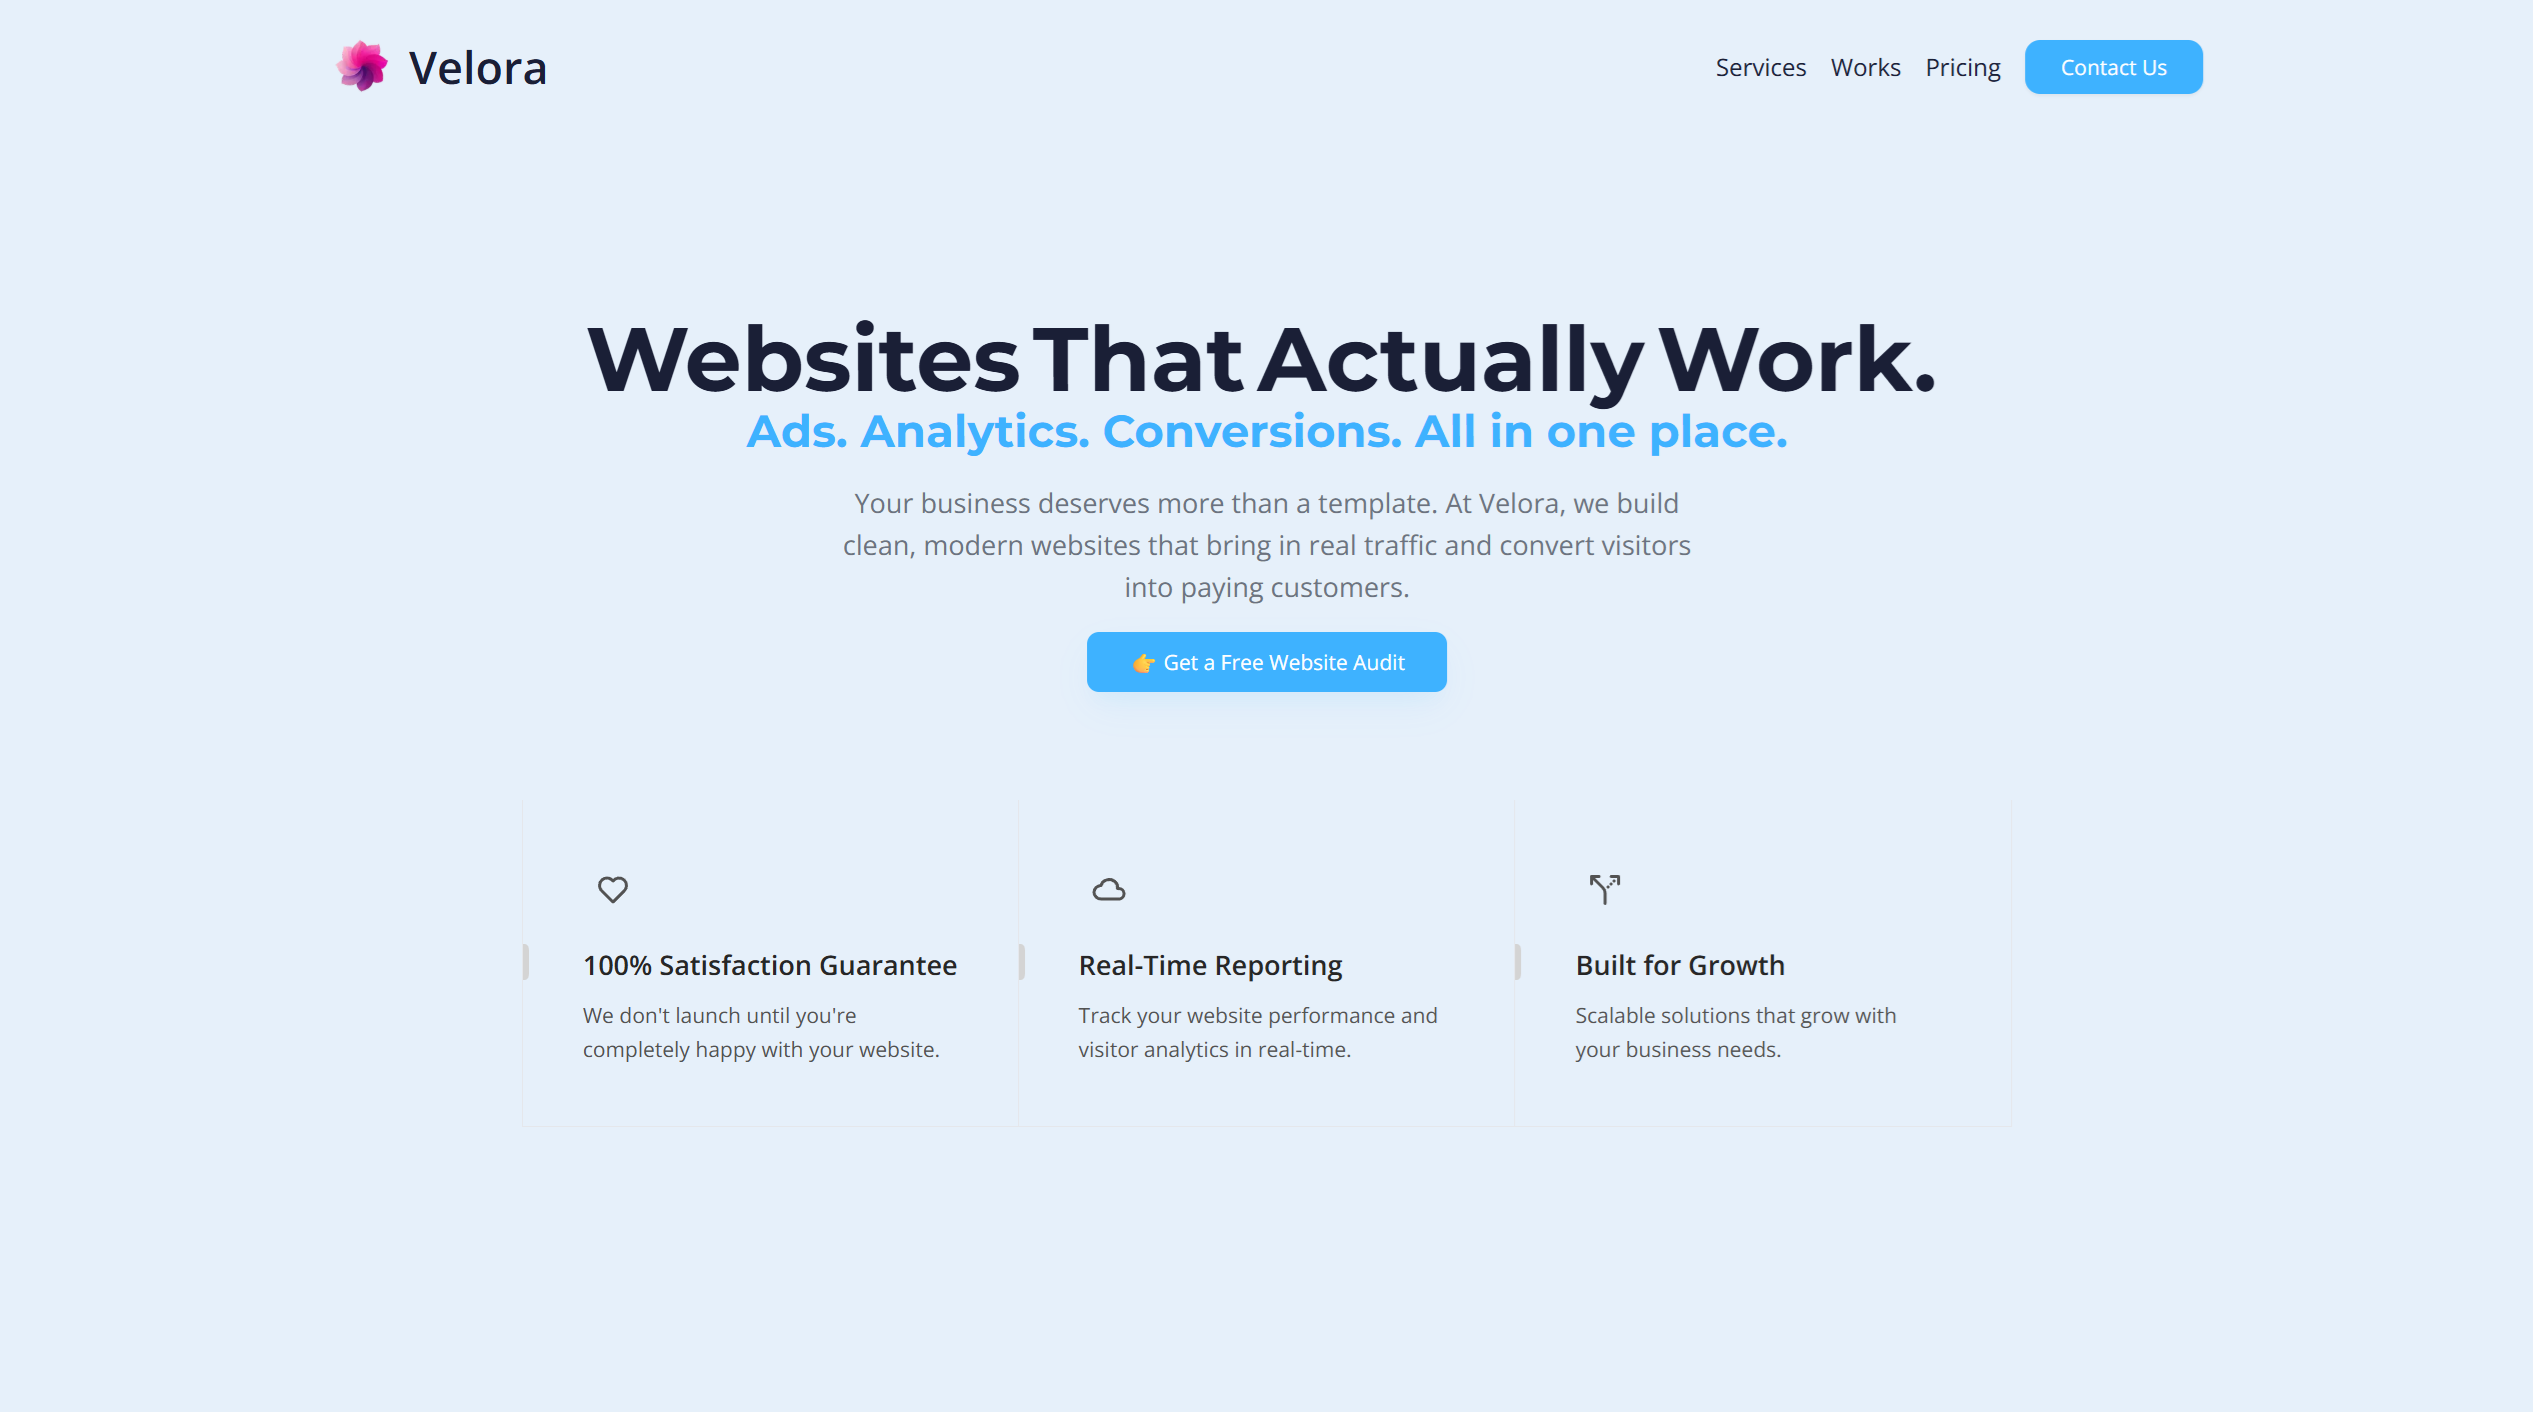 Velora
Services Works Pricing Contact Us
Websites That Actually Work.
Ads. Analytics. Conversions. All in one place.
Your business deserves more than a template. At Velora, we build
clean, modern websites that bring in real traffic and convert visitors
into paying customers.
👉 Get a Free Website Audit
100% Satisfaction Guarantee
We don't launch until you're
completely happy with your website.
Real-Time Reporting
Track your website performance and
visitor analytics in real-time.
Built for Growth
Scalable solutions that grow with
your business needs.